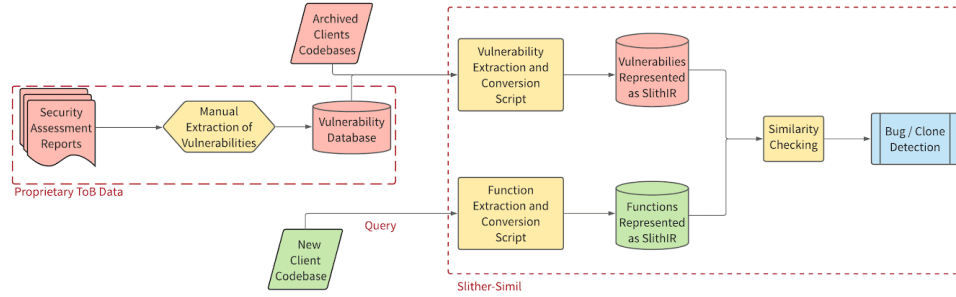 Archived
Clients
Codebases
Security
Assessment
Reports
Manual
Extraction of
Vulnerabilities
Vulnerability
Database
Proprietary ToB Data
New
Client
Codebase
Query
Vulnerability
Extraction and
Conversion
Script
Vulnerabilies
Represented
as SlithIR
Function
Extraction and
Conversion
Script
Functions
Represented
as SlithIR
Similarity
Checking
Bug / Clone
Detection
Slither-Simil